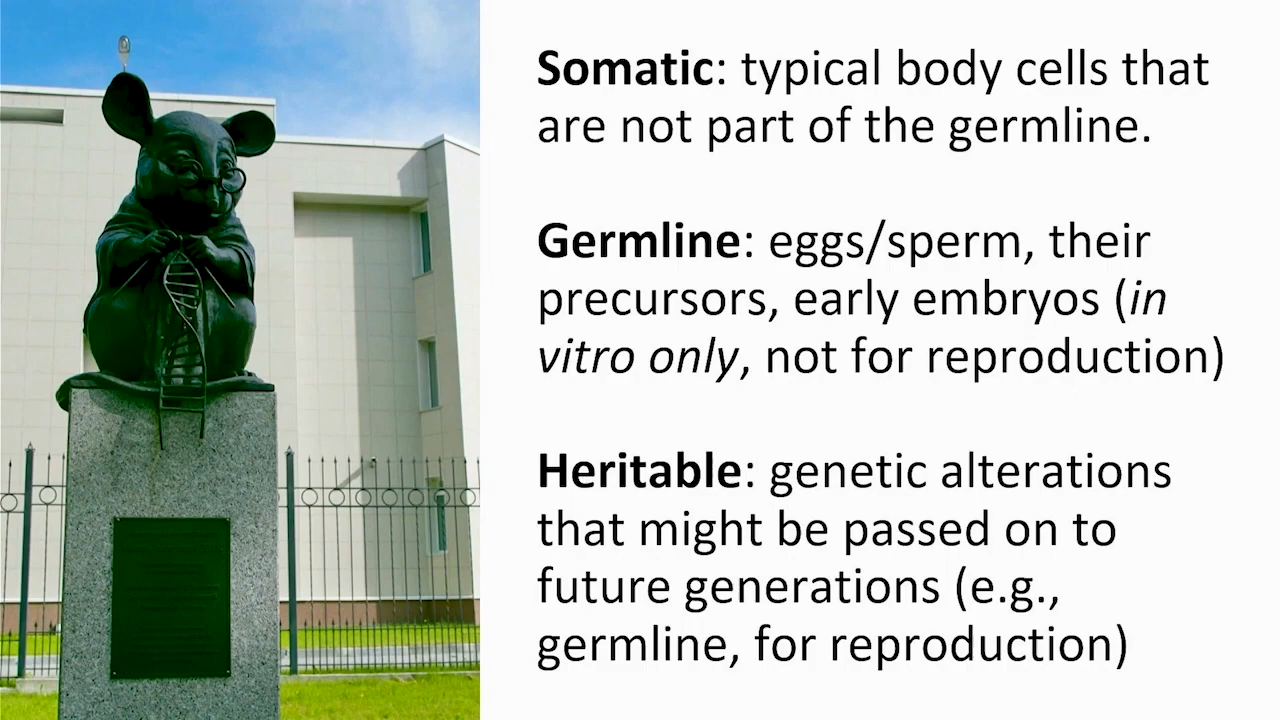 Somatic: typical body cells that
are not part of the germline.
Germline: eggs/sperm, their
precursors, early embryos (in
vitro only, not for reproduction)
Heritable: genetic alterations
that might be passed on to
future generations (e.g.,
germline, for reproduction)